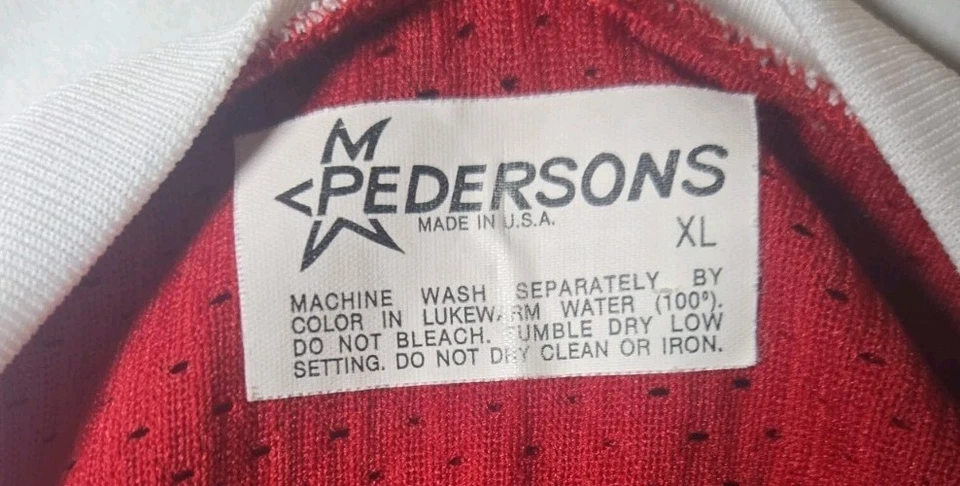 M
PEDERSONS
W
MADE IN U.S.A.
XL
MACHINE WASH SEPARATELY BY
COLOR IN LUKEWARM WATER (100º).
DO NOT BLEACH. TUMBLE DRY LOW
SETTING. DO NOT DRY CLEAN OR IRON.